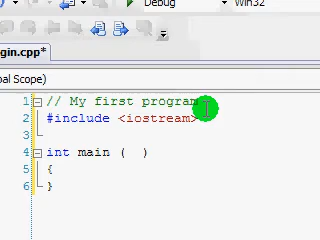 Debug
Win32
gin.cpp*
bal Scope)
1 // My first program
2 #include <iostream>
3
4 int main ( )
5 {
6 }